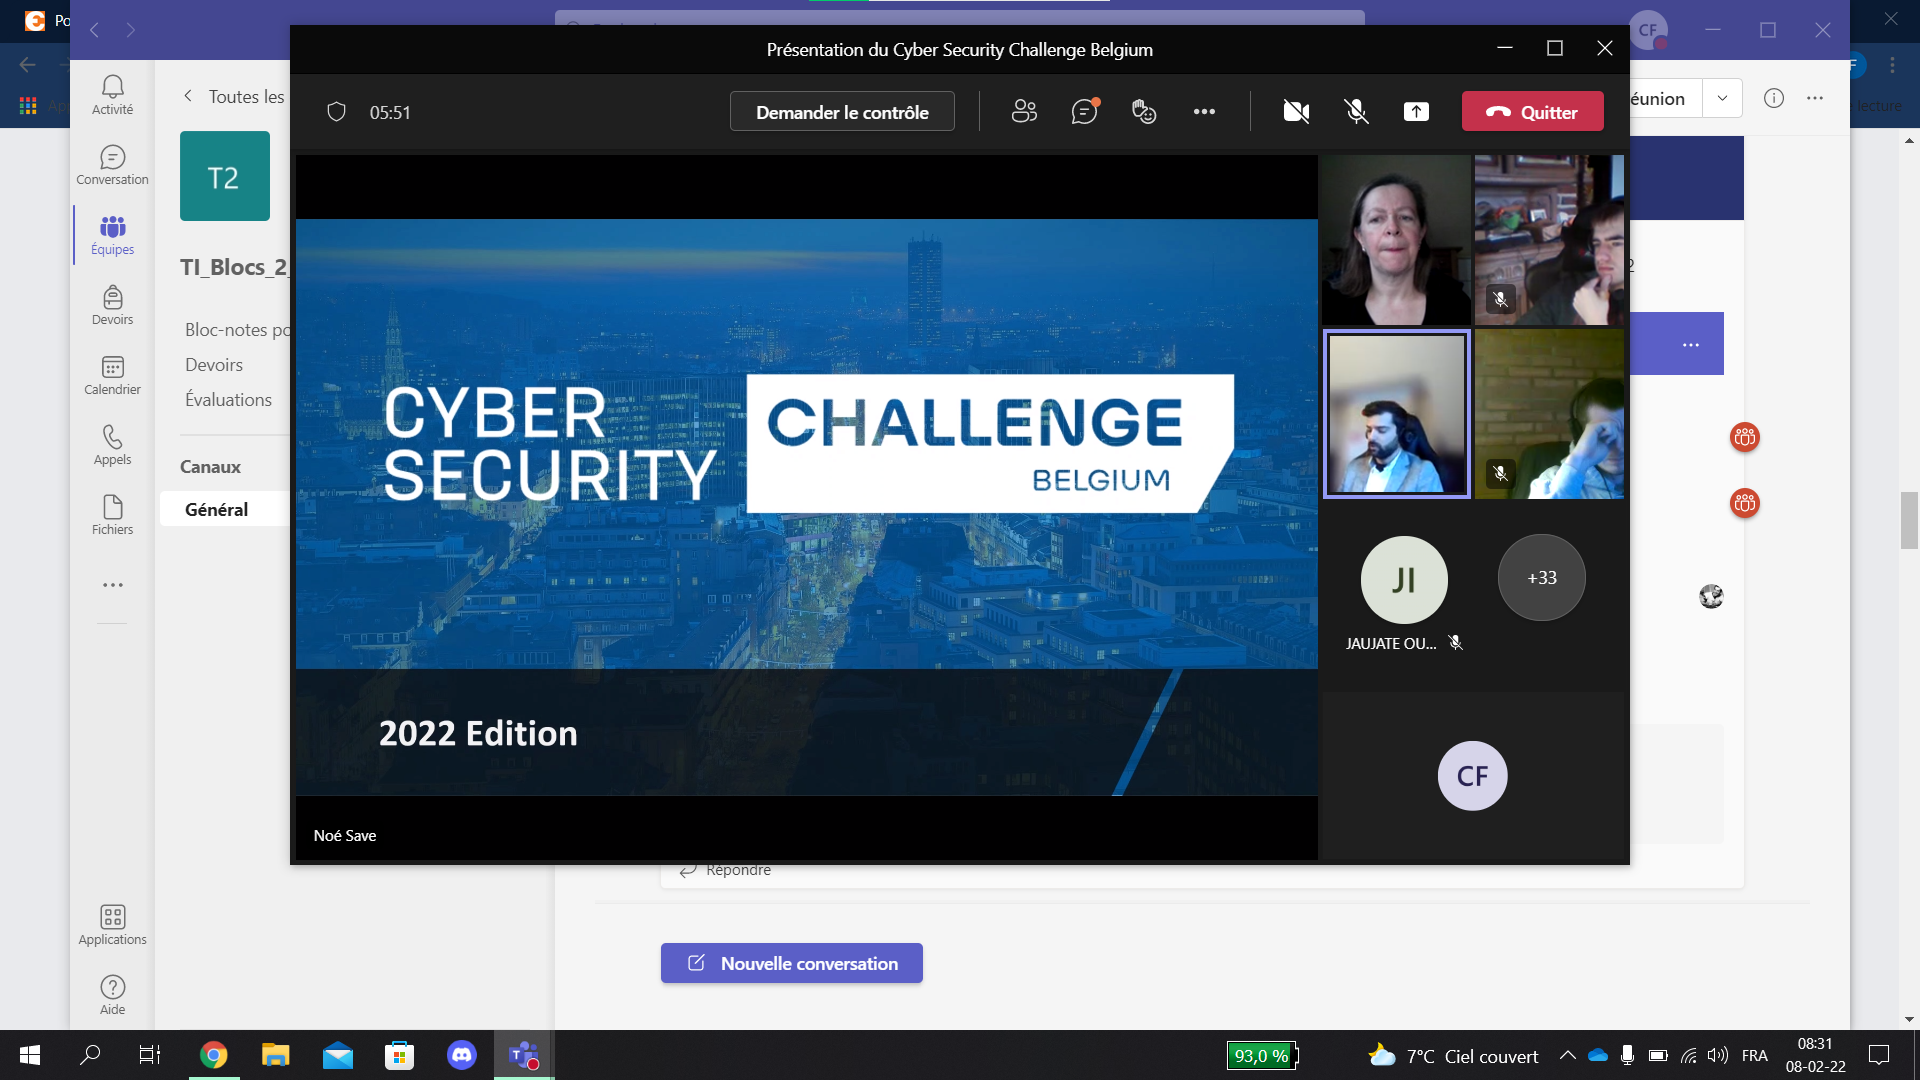 Po
CF
Présentation du Cyber Security Challenge Belgium
05:51
Demander le contrôle
Quitter
éunion
lecture
Activité
Conversation
Équipes
Devoirs
Calendrier
Appels
Fichiers
Applications
Aide
Toutes les
T2
TI_Blocs_2_
Bloc-notes po
Devoirs
Évaluations
Canaux
Général
CYBER
SECURITY
CHALLENGE
BELGIUM
2022 Edition
Noé Save
JI
JAUJATE OU...
+33
CF
Répondre
Nouvelle conversation
93,0 %
7°C Ciel couvert
FRA
08:31
08-02-22